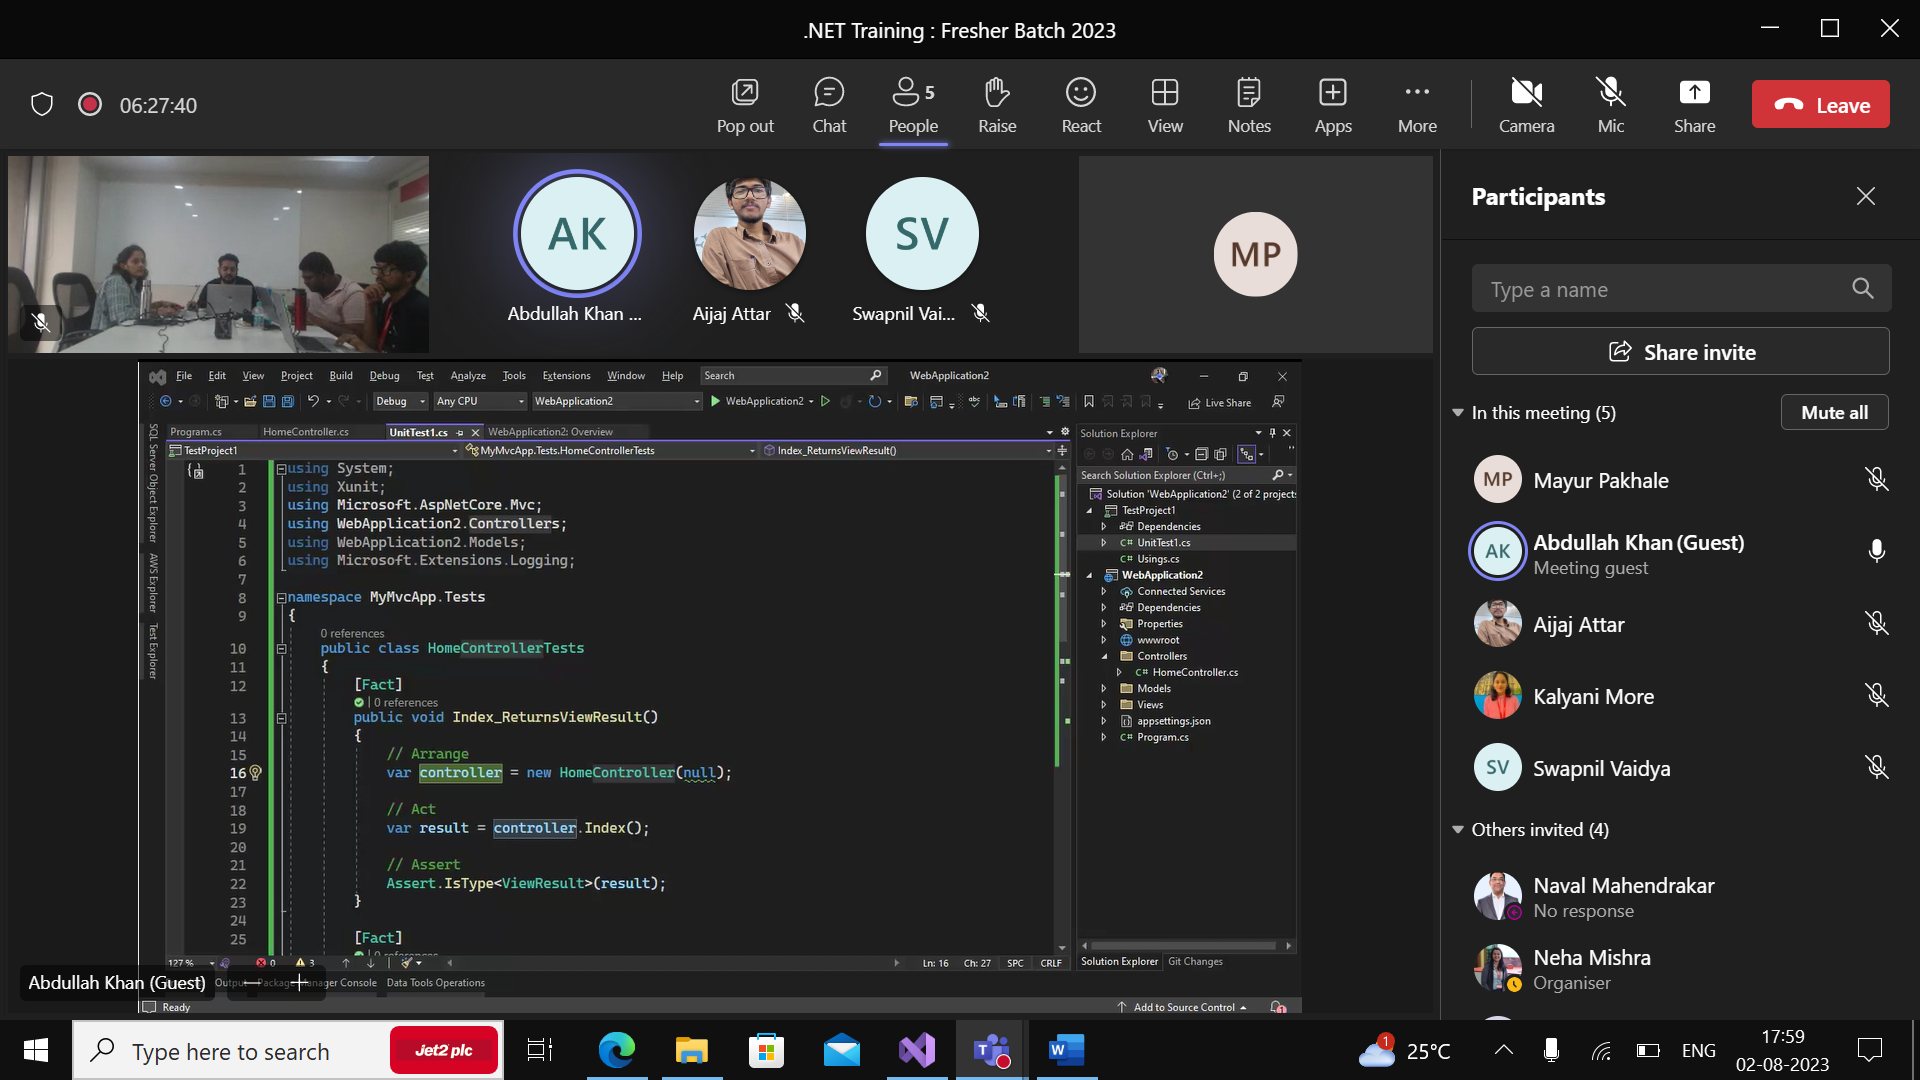 .NET Training : Fresher Batch 2023
06:27:40
Pop out
Chat
People 5
Raise
React
View
Notes
Apps
More
Camera
Mic
Share
Leave
AK
Abdullah Khan ...
Aijaj Attar
SV
Swapnil Vai...
MP
File Edit View Project Build Debug Test Analyze Tools Extensions Window Help Search WebApplication2
Debug Any CPU WebApplication2 WebApplication2 Live Share
SQL Server Object Explorer
AWS Explorer
Test Explorer
Program.cs HomeController.cs UnitTest1.cs WebApplication2: Overview
TestProject1 MyMvcApp.Tests.HomeControllerTests Index_ReturnsViewResult()
1 using System;
2 using Xunit;
3 using Microsoft.AspNetCore.Mvc;
4 using WebApplication2.Controllers;
5 using WebApplication2.Models;
6 using Microsoft.Extensions.Logging;
7
8 namespace MyMvcApp.Tests
9 {
0 references
10 public class HomeControllerTests
11 {
12 [Fact]
0 references
13 public void Index_ReturnsViewResult()
14 {
15 // Arrange
16 var controller = new HomeController(null);
17
18 // Act
19 var result = controller.Index();
20
21 // Assert
22 Assert.IsType<ViewResult>(result);
23 }
24
25 [Fact]
0 references
127 % 0 3 Ln: 16 Ch: 27 SPC CRLF
Abdullah Khan (Guest)
Output Package Manager Console Data Tools Operations
Ready Add to Source Control 1
Solution Explorer
Search Solution Explorer (Ctrl+;)
Solution 'WebApplication2' (2 of 2 projects
TestProject1
Dependencies
C# UnitTest1.cs
C# Usings.cs
WebApplication2
Connected Services
Dependencies
Properties
wwwroot
Controllers
C# HomeController.cs
Models
Views
appsettings.json
C# Program.cs
Solution Explorer Git Changes
Participants
Type a name
Share invite
In this meeting (5)
Mute all
MP Mayur Pakhale
AK Abdullah Khan (Guest)
Meeting guest
Aijaj Attar
Kalyani More
SV Swapnil Vaidya
Others invited (4)
Naval Mahendrakar
No response
Neha Mishra
Organiser
Type here to search
Jet2 plc
T
W
1
25°C
ENG
17:59
02-08-2023